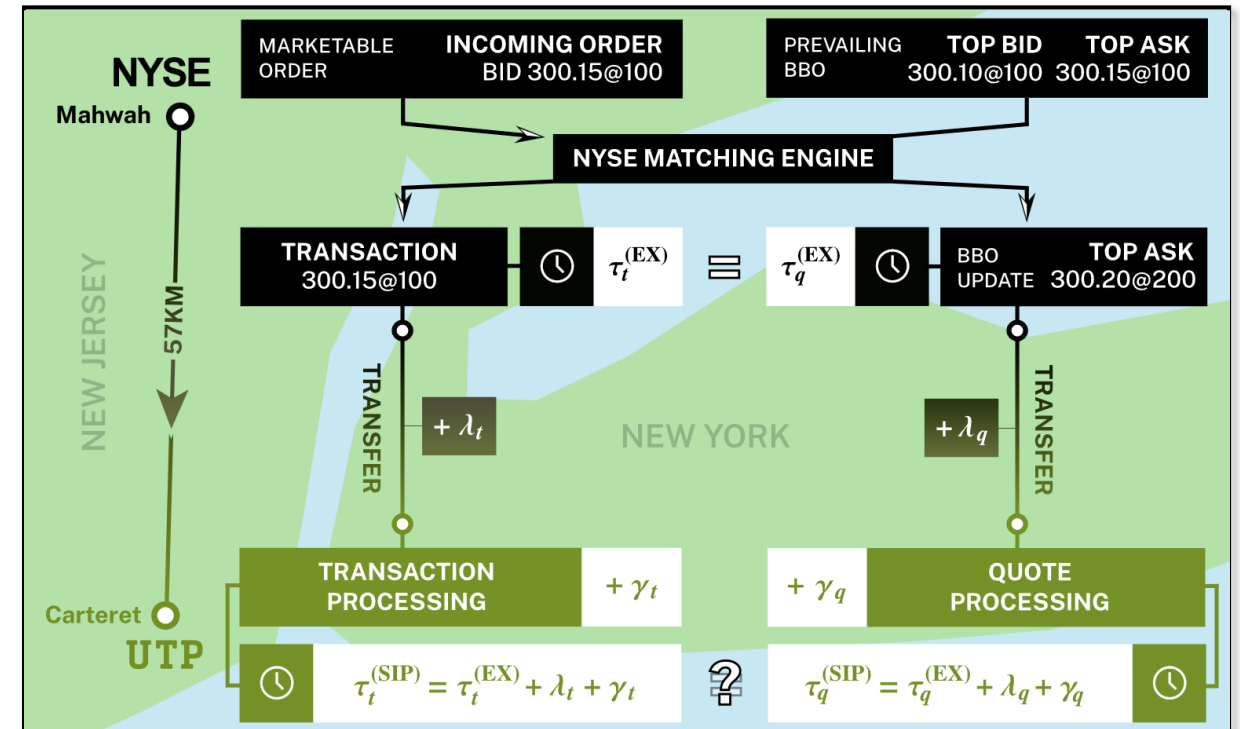 NYSE
Mahwah
57KM
NEW JERSEY
Carteret
UTP
MARKETABLE ORDER
INCOMING ORDER
BID 300.15@100
PREVAILING BBO
TOP BID
300.10@100
TOP ASK
300.15@100
NYSE MATCHING ENGINE
TRANSACTION
300.15@100
τ_t^(EX)
=
τ_q^(EX)
BBO UPDATE
TOP ASK
300.20@200
TRANSFER
+ λ_t
NEW YORK
+ λ_q
TRANSFER
TRANSACTION
PROCESSING
+ γ_t
+ γ_q
QUOTE
PROCESSING
τ_t^(SIP) = τ_t^(EX) + λ_t + γ_t
?
=
τ_q^(SIP) = τ_q^(EX) + λ_q + γ_q